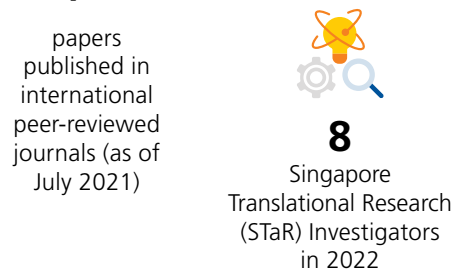 papers
published in
international
peer-reviewed
journals (as of
July 2021)
8
Singapore
Translational Research
(STaR) Investigators
in 2022